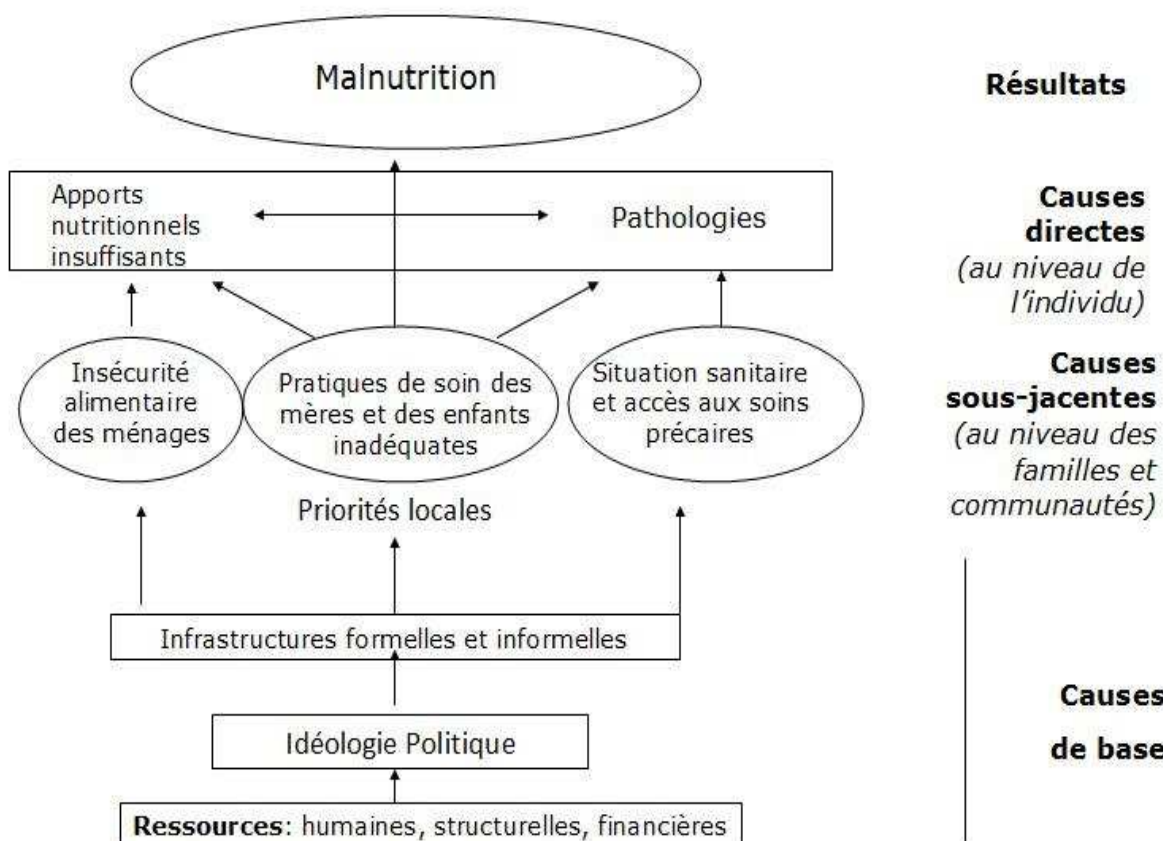 Malnutrition
Résultats
Apports
nutritionnels
insuffisants
Pathologies
Causes
directes
(au niveau de
l'individu)
Insécurité
alimentaire
des ménages
Pratiques de soin des
mères et des enfants
inadéquates
Situation sanitaire
et accès aux soins
précaires
Causes
sous-jacentes
(au niveau des
familles et
communautés)
Priorités locales
Infrastructures formelles et informelles
Causes
de base
Idéologie Politique
Ressources: humaines, structurelles, financières